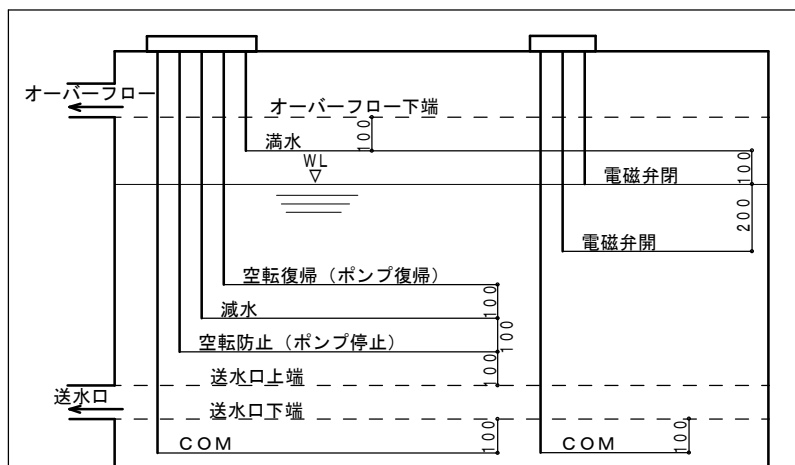 オーバーフロー
オーバーフロー下端
100
満水
WL
電磁弁閉
100
200
電磁弁開
空転復帰（ポンプ復帰）
100
減水
100
空転防止（ポンプ停止）
100
送水口上端
送水口
送水口下端
COM
100
COM
100